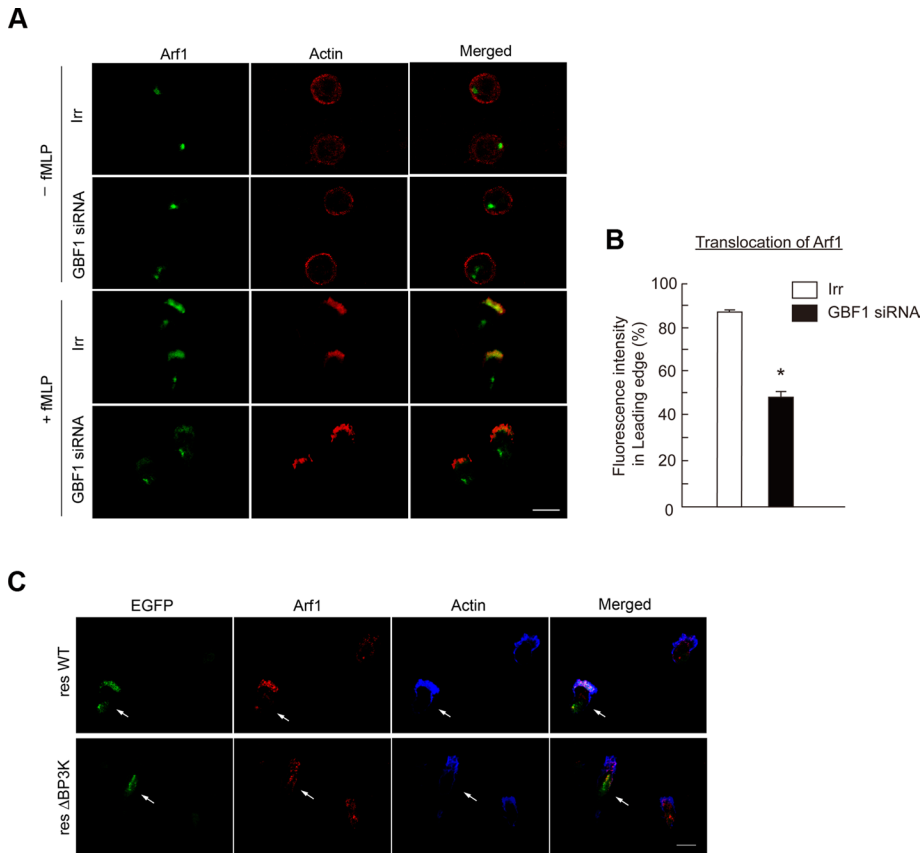 A
Arf1 Actin Merged
− fMLP
Irr
GBF1 siRNA
+ fMLP
Irr
GBF1 siRNA
B
Translocation of Arf1
Irr
GBF1 siRNA
Fluorescence intensity
in Leading edge (%)
100
80
60
40
20
0
*
C
EGFP Arf1 Actin Merged
res WT
res ΔBP3K